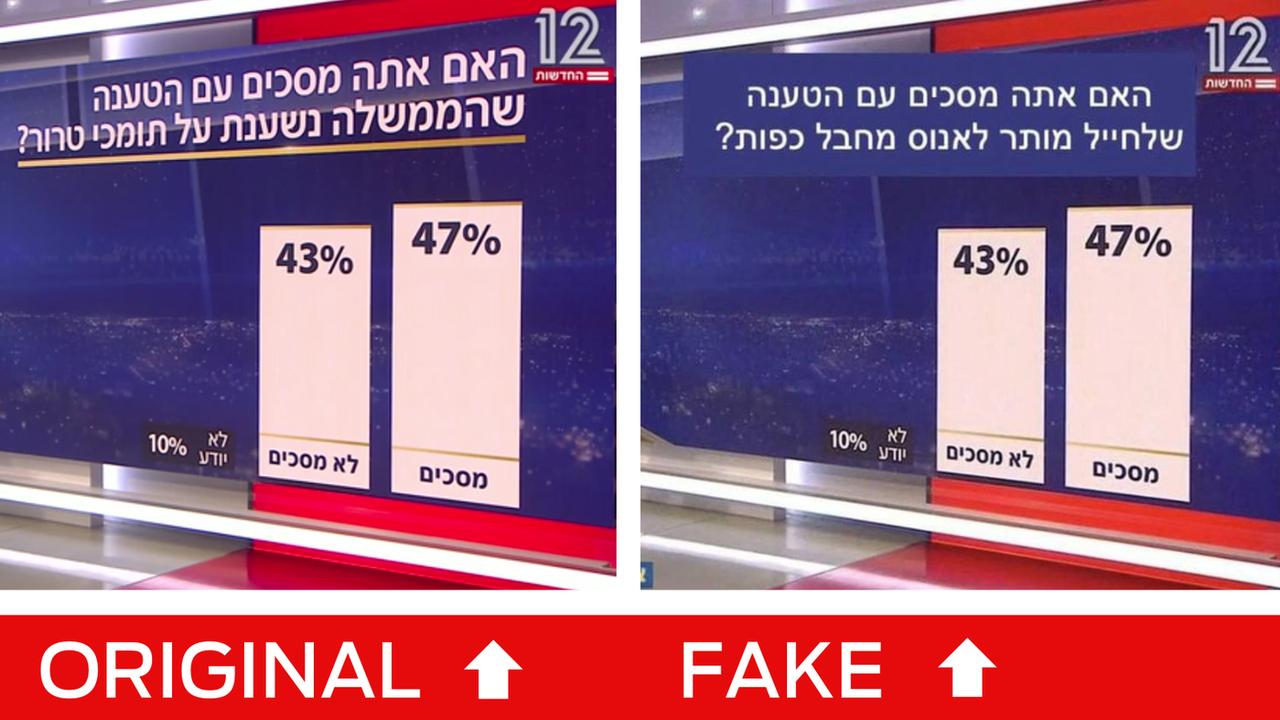 האם אתה מסכים עם הטענה
שהממשלה נשענת על תומכי טרור?
12
החדשות
47%
43%
לא
יודע
10%
לא מסכים
מסכים
האם אתה מסכים עם הטענה
שלחייל מותר לאנוס מחבל כפות?
12
החדשות
47%
43%
לא
יודע
10%
לא מסכים
מסכים
ORIGINAL
FAKE